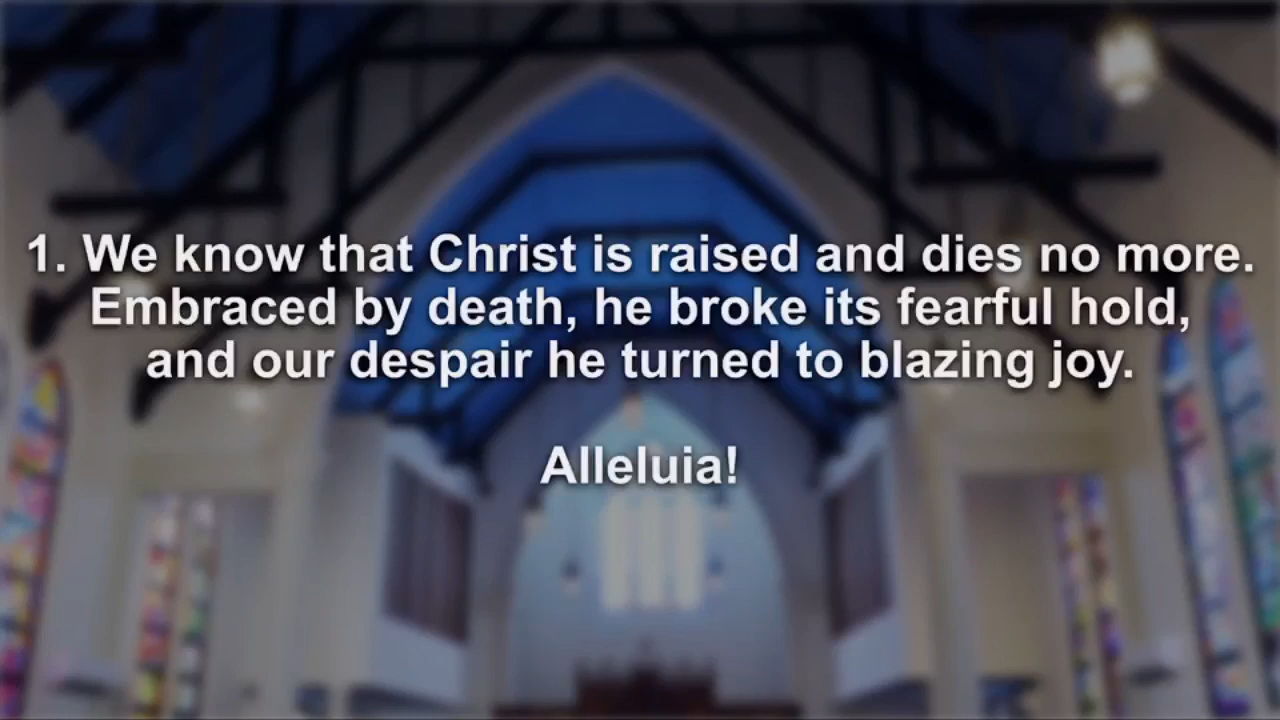 1. We know that Christ is raised and dies no more.
Embraced by death, he broke its fearful hold,
and our despair he turned to blazing joy.
Alleluia!